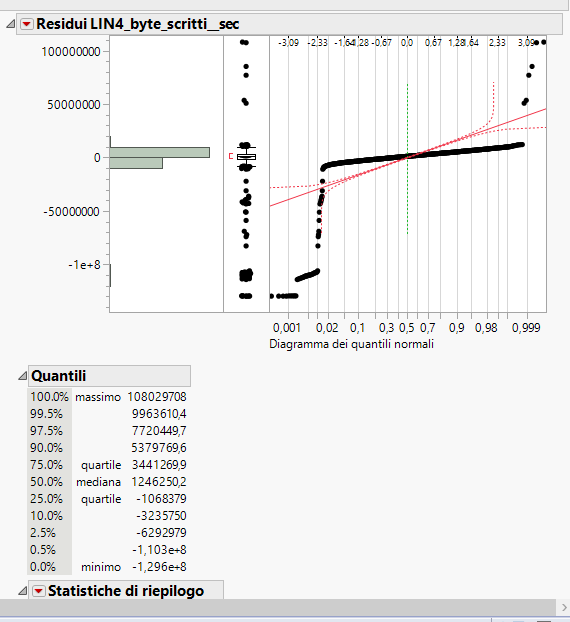 Residui LIN4_byte_scritti__sec
-3,09 -2,33 -1,64 -1,28 -0,67 0,0 0,67 1,28 1,64 2,33 3,09
100000000
50000000
0
-50000000
-1e+8
0,001 0,02 0,1 0,3 0,5 0,7 0,9 0,98 0,999
Diagramma dei quantili normali
Quantili
100.0% massimo 108029708
99.5% 9963610,4
97.5% 7720449,7
90.0% 5379769,6
75.0% quartile 3441269,9
50.0% mediana 1246250,2
25.0% quartile -1068379
10.0% -3235750
2.5% -6292979
0.5% -1,103e+8
0.0% minimo -1,296e+8
Statistiche di riepilogo